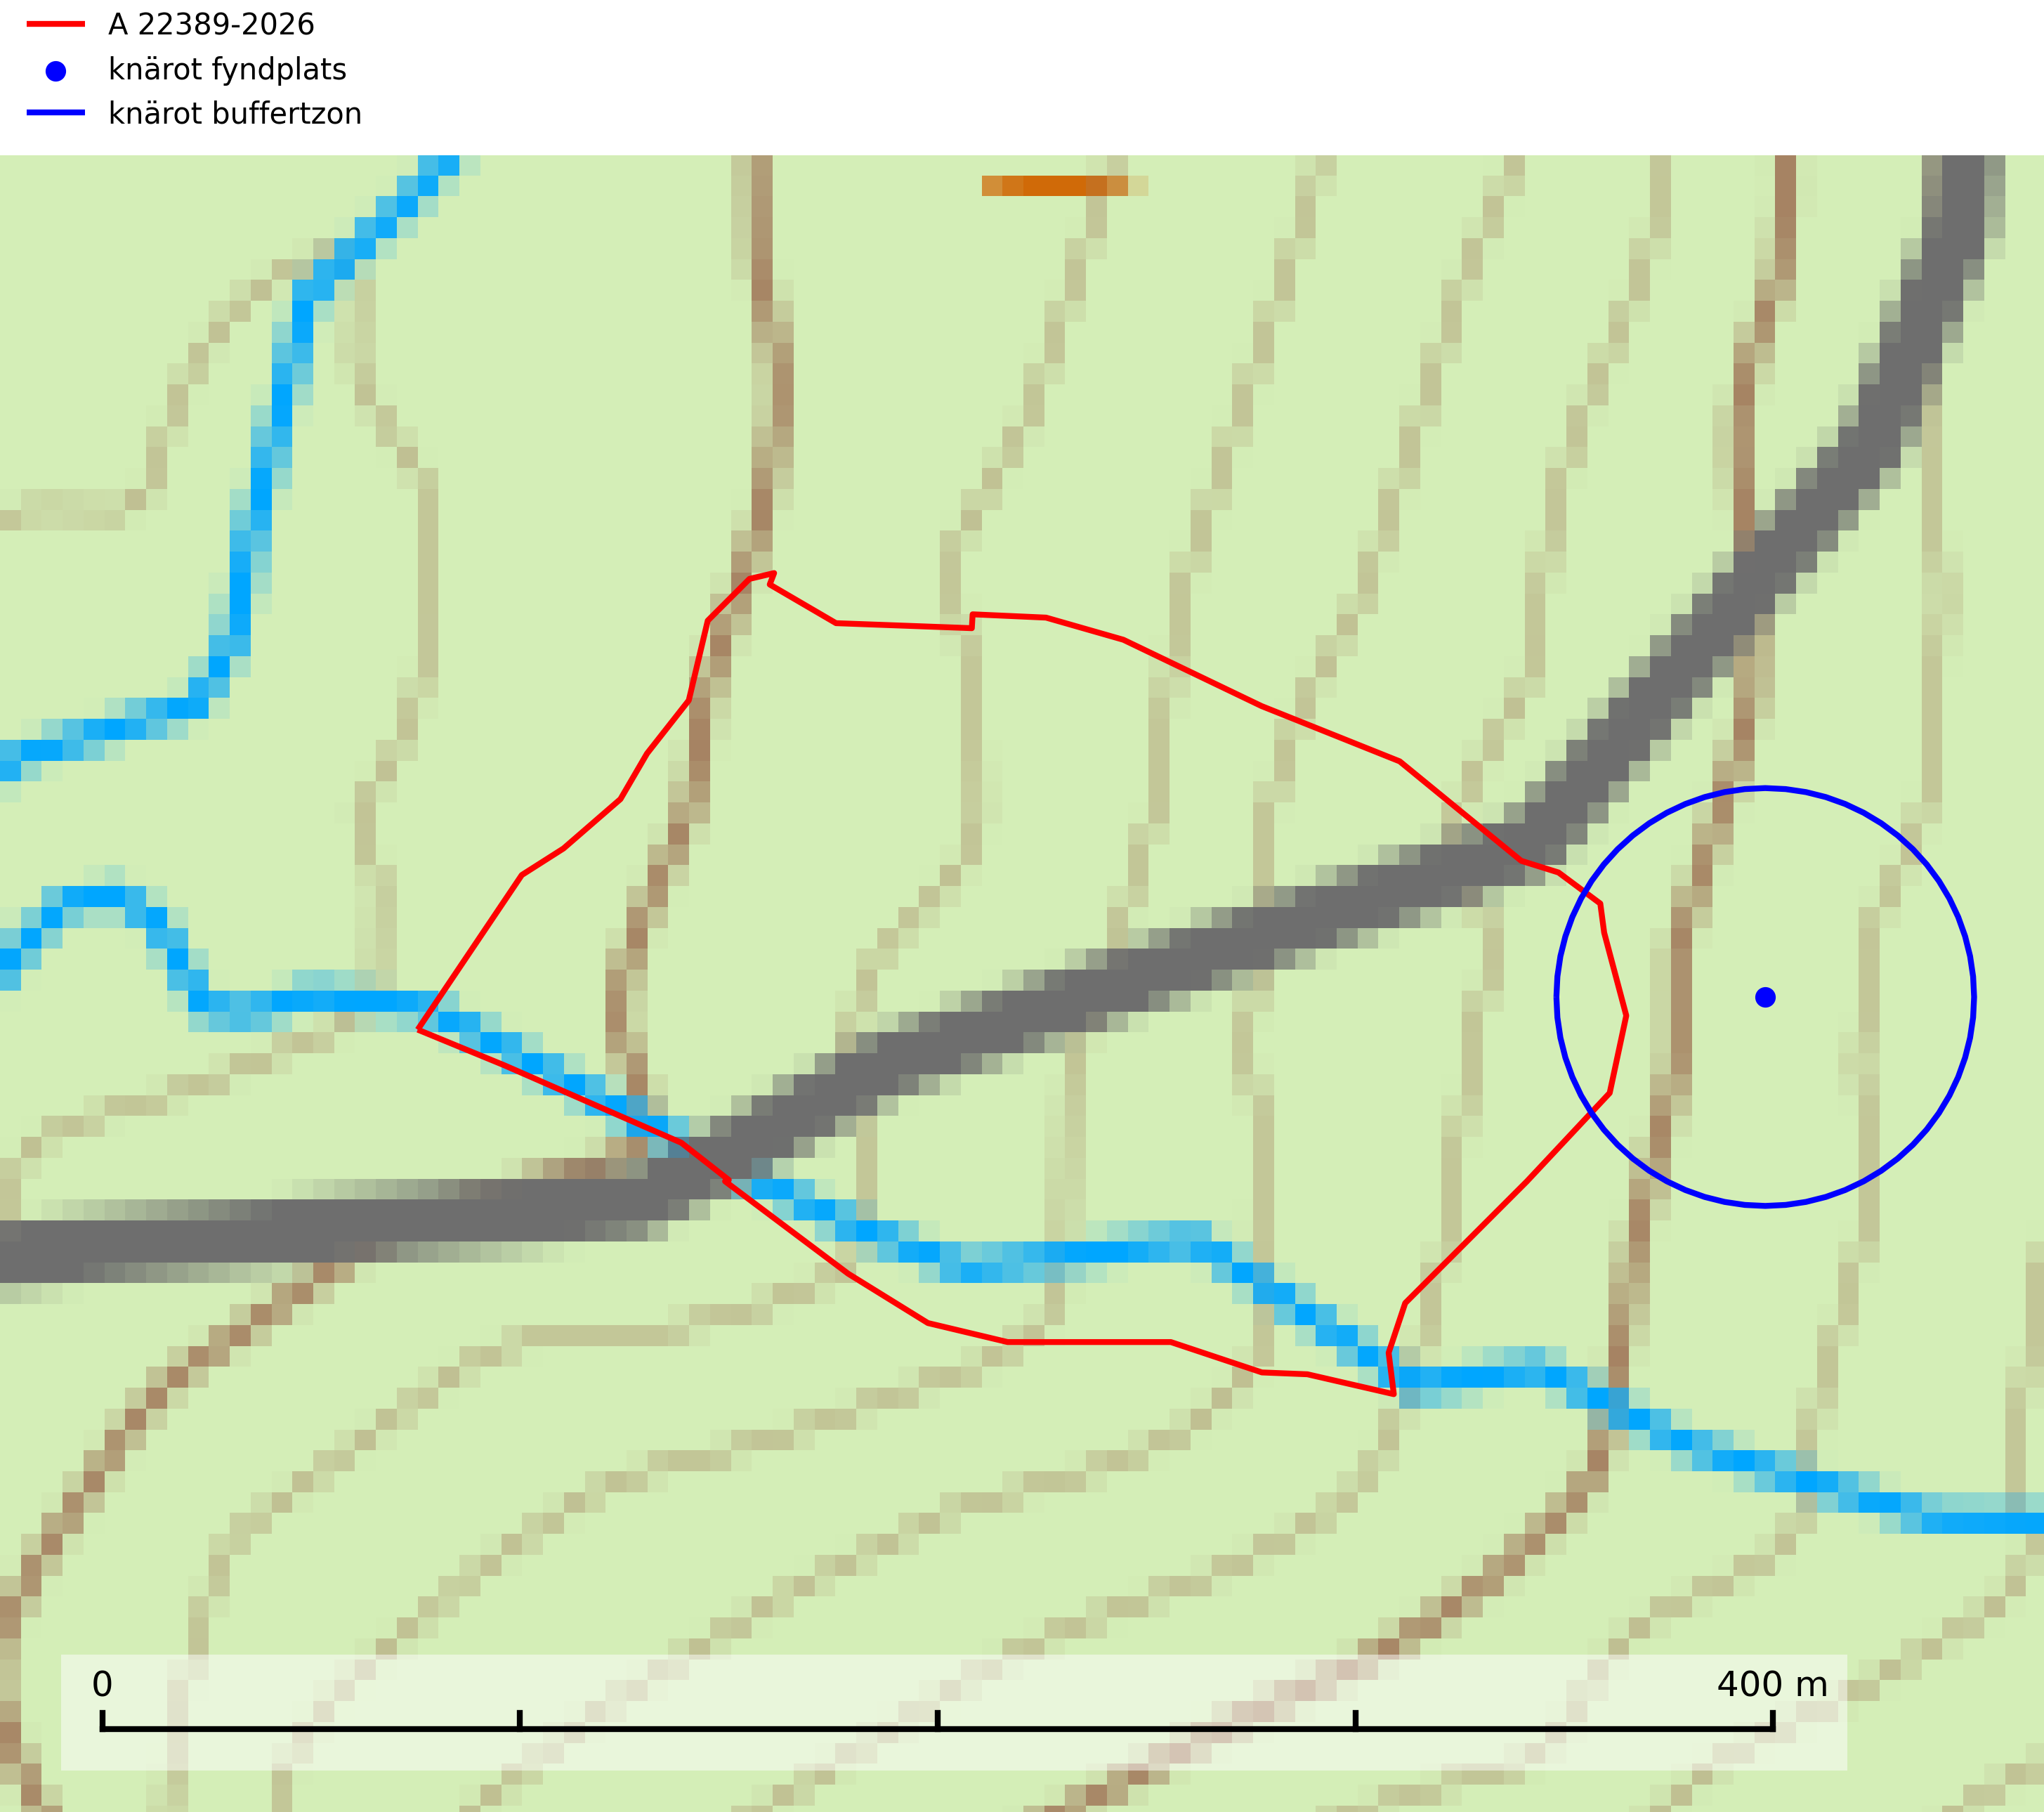 A 22389-2026
knärot fyndplats
knärot buffertzon
0 400 m